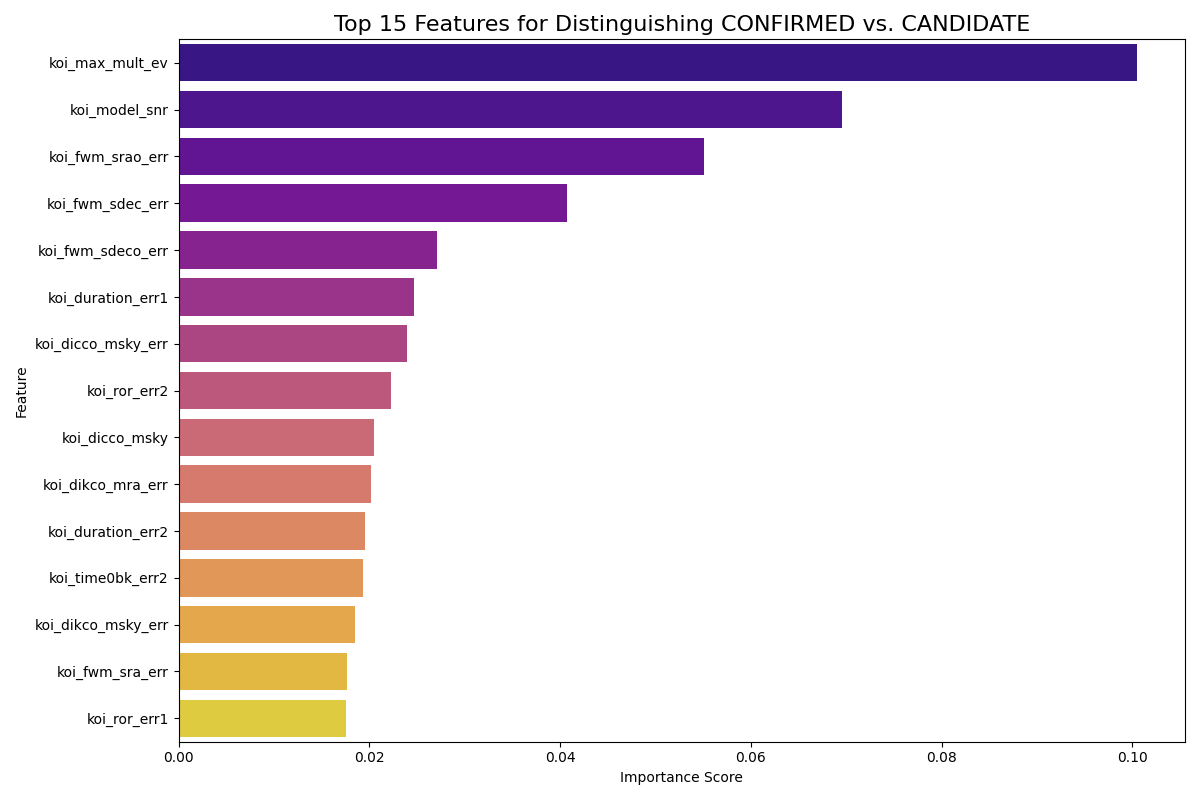 Top 15 Features for Distinguishing CONFIRMED vs. CANDIDATE
koi_max_mult_ev
koi_model_snr
koi_fwm_srao_err
koi_fwm_sdec_err
koi_fwm_sdeco_err
koi_duration_err1
koi_dicco_msky_err
koi_ror_err2
koi_dicco_msky
koi_dikco_mra_err
koi_duration_err2
koi_time0bk_err2
koi_dikco_msky_err
koi_fwm_sra_err
koi_ror_err1
Feature
0.00 0.02 0.04 0.06 0.08 0.10
Importance Score